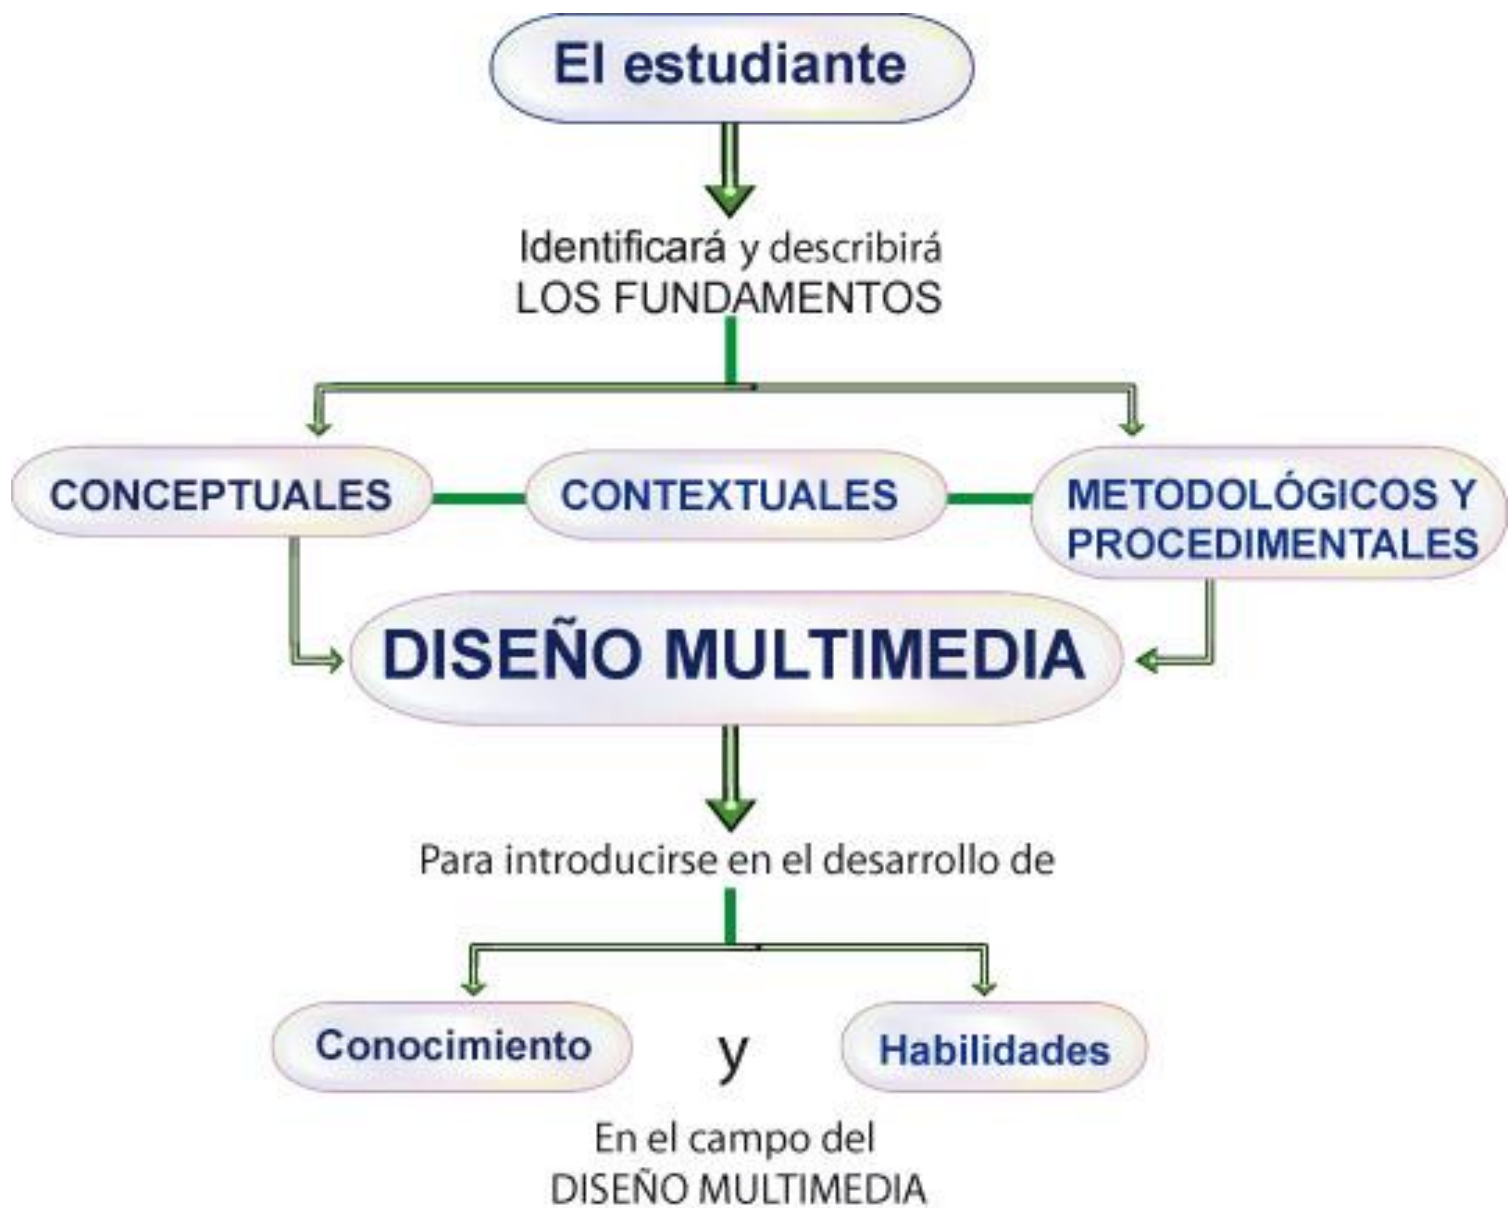 El estudiante
Identificará y describirá
LOS FUNDAMENTOS
CONCEPTUALES
CONTEXTUALES
METODOLÓGICOS Y
PROCEDIMENTALES
DISEÑO MULTIMEDIA
Para introducirse en el desarrollo de
Conocimiento
y
Habilidades
En el campo del
DISEÑO MULTIMEDIA